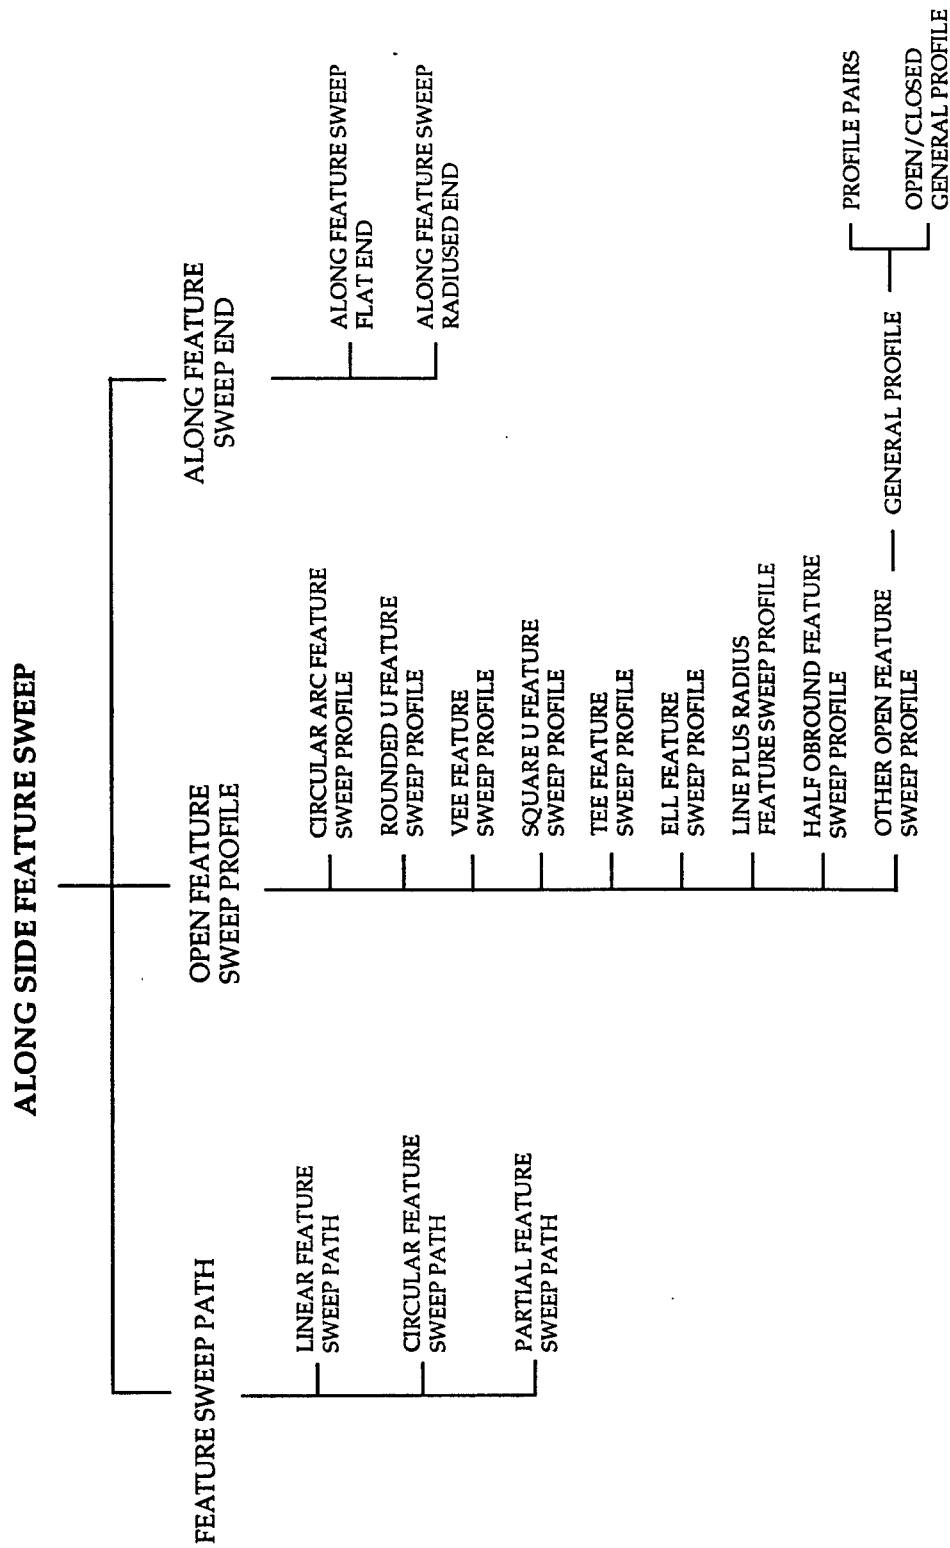 ALONG SIDE FEATURE SWEEP
FEATURE SWEEP PATH
LINEAR FEATURE
SWEEP PATH
CIRCULAR FEATURE
SWEEP PATH
PARTIAL FEATURE
SWEEP PATH
OPEN FEATURE
SWEEP PROFILE
CIRCULAR ARC FEATURE
SWEEP PROFILE
ROUNDED U FEATURE
SWEEP PROFILE
VEE FEATURE
SWEEP PROFILE
SQUARE U FEATURE
SWEEP PROFILE
TEE FEATURE
SWEEP PROFILE
ELL FEATURE
SWEEP PROFILE
LINE PLUS RADIUS
FEATURE SWEEP PROFILE
HALF OBROUND FEATURE
SWEEP PROFILE
OTHER OPEN FEATURE
SWEEP PROFILE
GENERAL PROFILE
PROFILE PAIRS
OPEN/CLOSED
GENERAL PROFILE
ALONG FEATURE
SWEEP END
ALONG FEATURE SWEEP
FLAT END
ALONG FEATURE SWEEP
RADIUSED END